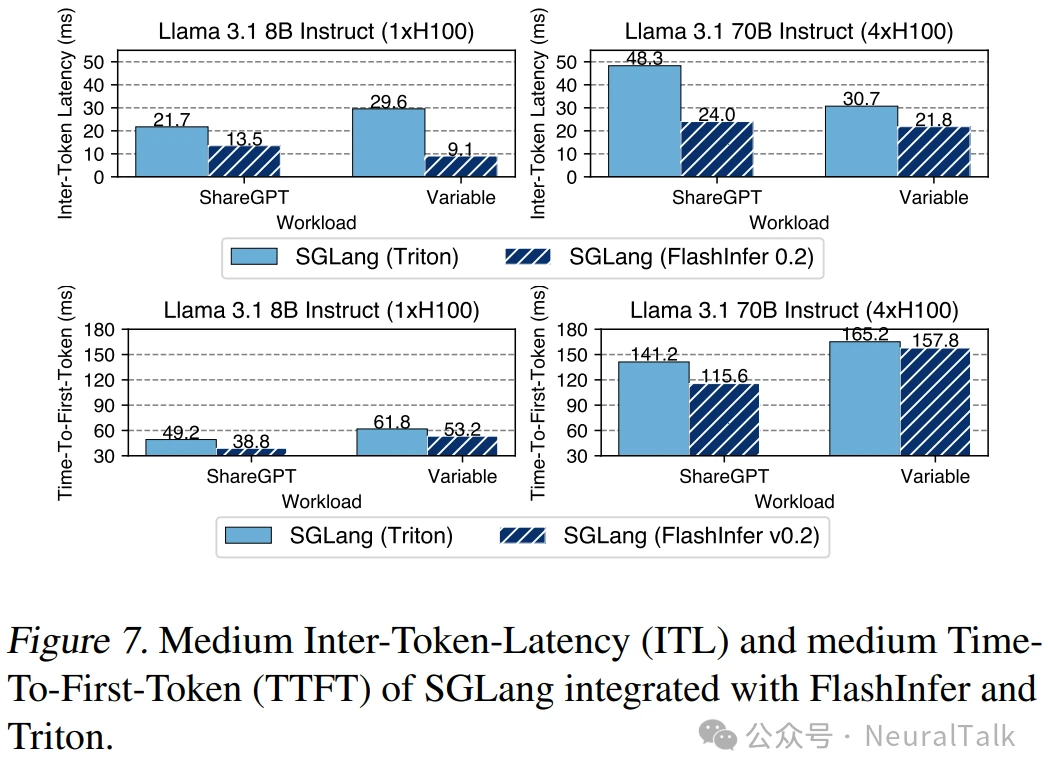 Llama 3.1 8B Instruct (1xH100)
Inter-Token Latency (ms)
50
40
30
20
10
0
21.7
13.5
29.6
9.1
ShareGPT
Variable
Workload
Llama 3.1 70B Instruct (4xH100)
Inter-Token Latency (ms)
50
40
30
20
10
0
48.3
24.0
30.7
21.8
ShareGPT
Variable
Workload
SGLang (Triton)
SGLang (FlashInfer 0.2)
Llama 3.1 8B Instruct (1xH100)
Time-To-First-Token (ms)
180
150
120
90
60
30
49.2
38.8
61.8
53.2
ShareGPT
Variable
Workload
Llama 3.1 70B Instruct (4xH100)
Time-To-First-Token (ms)
180
150
120
90
60
30
141.2
115.6
165.2
157.8
ShareGPT
Variable
Workload
SGLang (Triton)
SGLang (FlashInfer v0.2)
Figure 7. Medium Inter-Token-Latency (ITL) and medium Time-
To-First-Token (TTFT) of SGLang integrated with FlashInfer and
Triton.
公众号 · NeuralTalk